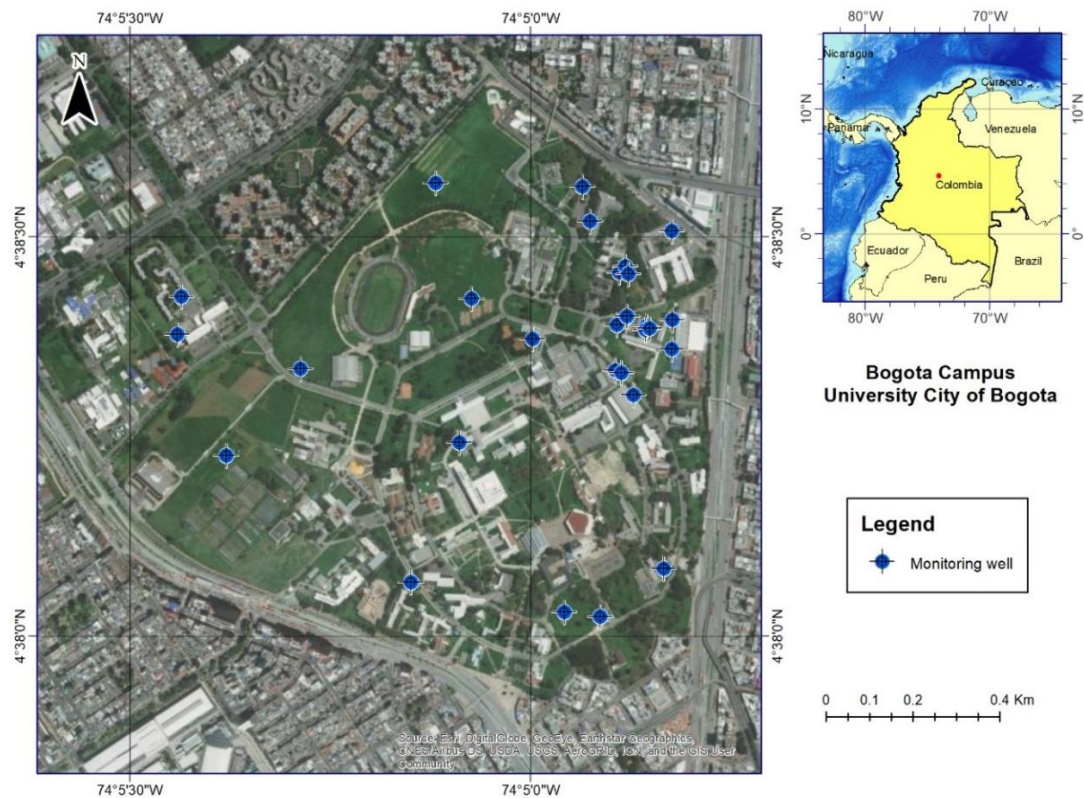 74°5'30"W 74°5'0"W
N
4°38'30"N 4°38'30"N
4°38'0"N 4°38'0"N
Source: Esri, DigitalGlobe, GeoEye, Earthstar Geographics,
CNES/Airbus DS, USDA, USGS, AeroGRID, IGN, and the GIS User
Community
74°5'30"W 74°5'0"W
80°W 70°W
Nicaragua
Curaçao
10°N 10°N
Panama
Venezuela
Colombia
0° 0°
Ecuador
Brazil
Peru
80°W 70°W
Bogota Campus
University City of Bogota
Legend
Monitoring well
0 0.1 0.2 0.4 Km